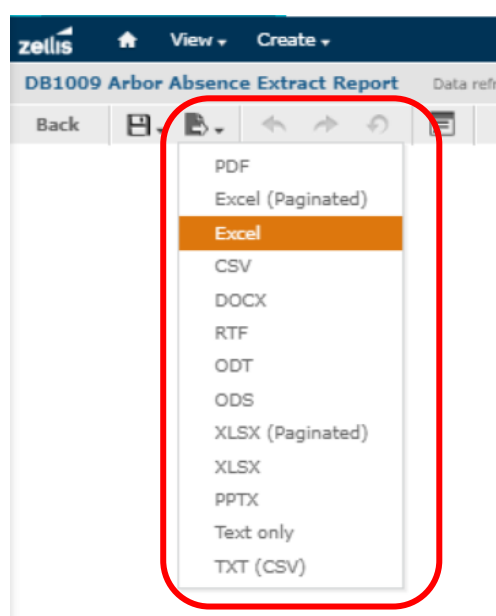 zellis View Create
DB1009 Arbor Absence Extract Report Data refr
Back
PDF
Excel (Paginated)
Excel
CSV
DOCX
RTF
ODT
ODS
XLSX (Paginated)
XLSX
PPTX
Text only
TXT (CSV)